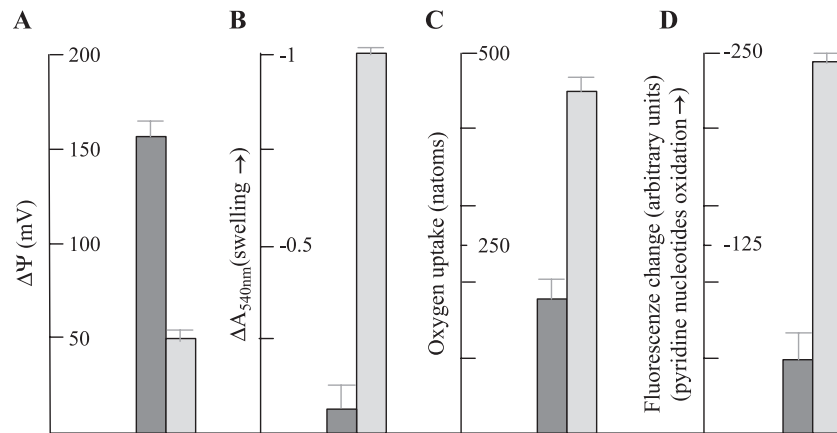 A
200
150
100
50
ΔΨ (mV)
B
-1
-0.5
ΔA540nm(swelling →)
C
500
250
Oxygen uptake (natoms)
D
-250
-125
Fluorescenze change (arbitrary units)
(pyridine nucleotides oxidation→)